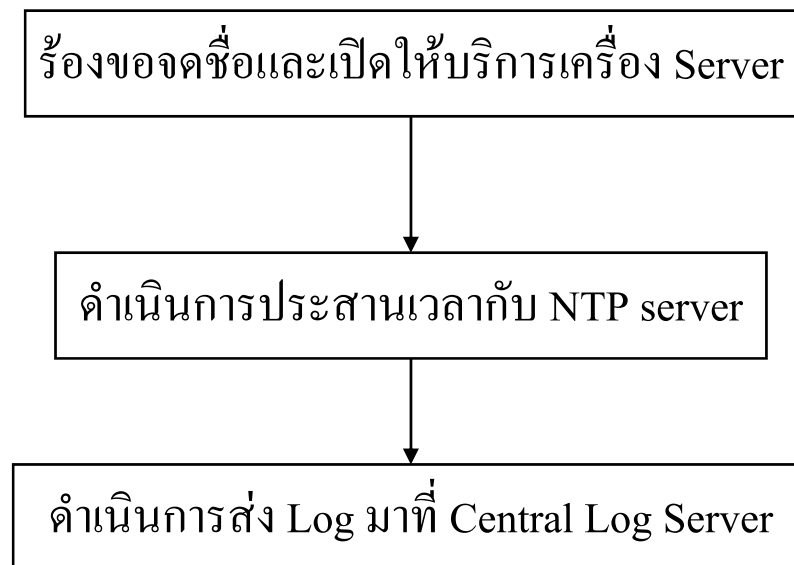 ร้องขอจดชื่อและเปิดให้บริการเครื่อง Server
ดำเนินการประสานเวลากับ NTP server
ดำเนินการส่ง Log มาที่ Central Log Server